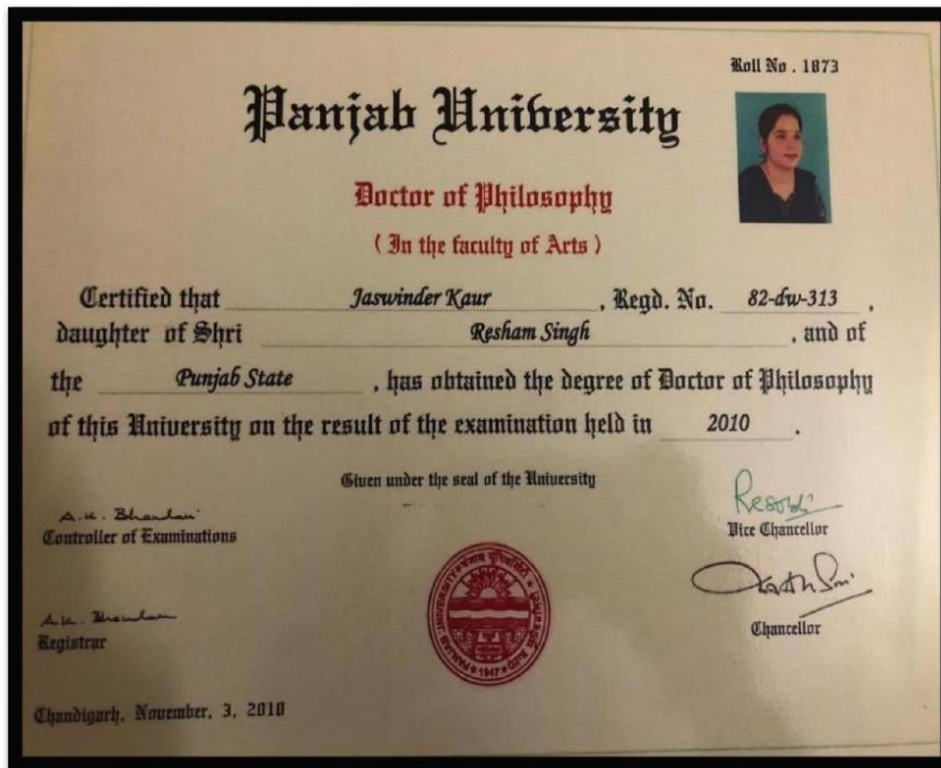 Roll No . 1873
Panjab University
Doctor of Philosophy
( In the faculty of Arts )
Certified that Jaswinder Kaur , Regd. No. 82-dw-313 ,
daughter of Shri Resham Singh , and of
the Punjab State , has obtained the degree of Doctor of Philosophy
of this University on the result of the examination held in 2010 .
Given under the seal of the University
A.K. Bhandari
Controller of Examinations
Vice Chancellor
A.K. Bhandari
Registrar
Chancellor
PANJAB UNIVERSITY
1947
Chandigarh, November, 3, 2010